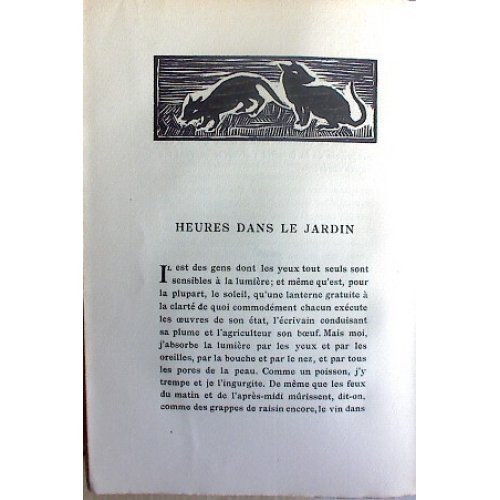 HEURES DANS LE JARDIN
IL est des gens dont les yeux tout seuls sont
sensibles à la lumière; et même qu'est, pour
la plupart, le soleil, qu'une lanterne gratuite à
la clarté de quoi commodément chacun exécute
les œuvres de son état, l'écrivain conduisant
sa plume et l'agriculteur son bœuf. Mais moi,
j'absorbe la lumière par les yeux et par les
oreilles, par la bouche et par le nez, et par tous
les pores de la peau. Comme un poisson, j'y
trempe et je l'ingurgite. De même que les feux
du matin et de l'après-midi mûrissent, dit-on,
comme des grappes de raisin encore, le vin dans